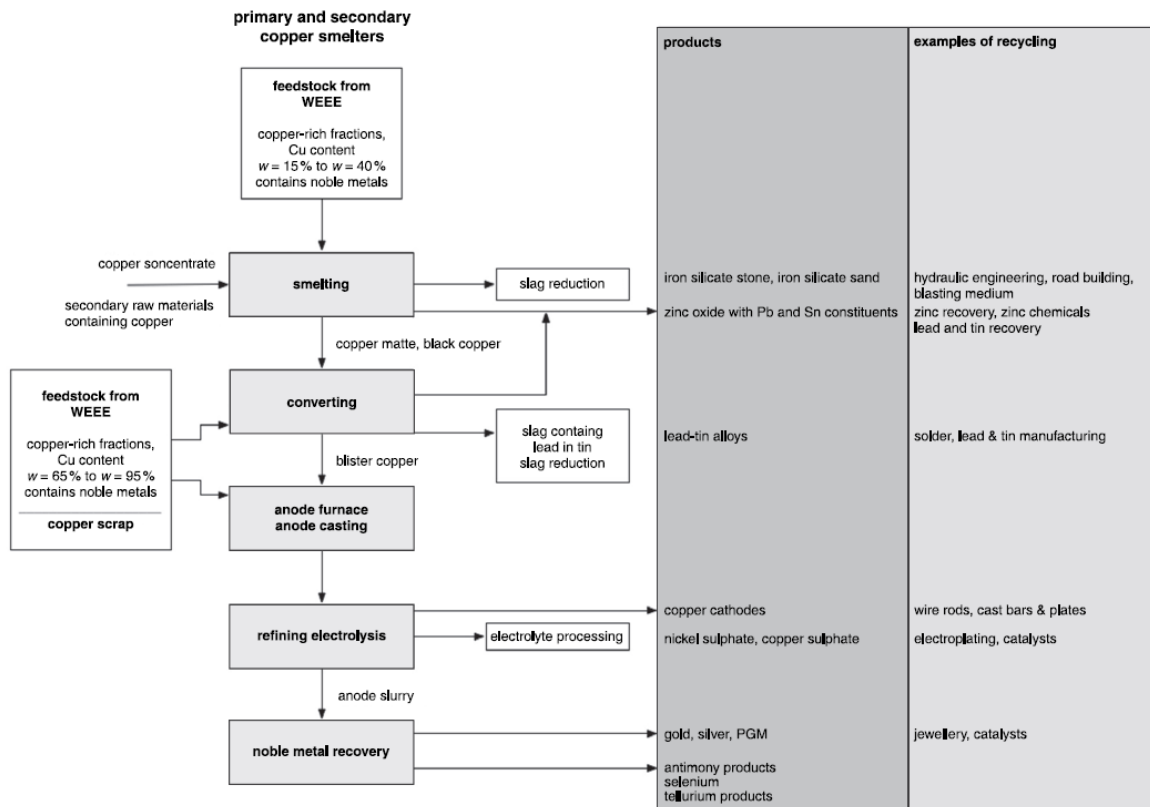 primary and secondary
copper smelters
products
examples of recycling
feedstock from
WEEE
copper-rich fractions,
Cu content
w = 15% to w = 40%
contains noble metals
copper soncentrate
secondary raw materials
containing copper
smelting
slag reduction
iron silicate stone, iron silicate sand
hydraulic engineering, road building,
blasting medium
zinc oxide with Pb and Sn constituents
zinc recovery, zinc chemicals
lead and tin recovery
copper matte, black copper
feedstock from
WEEE
copper-rich fractions,
Cu content
w = 65% to w = 95%
contains noble metals
copper scrap
converting
slag containg
lead in tin
slag reduction
lead-tin alloys
solder, lead & tin manufacturing
blister copper
anode furnace
anode casting
refining electrolysis
copper cathodes
wire rods, cast bars & plates
electrolyte processing
nickel sulphate, copper sulphate
electroplating, catalysts
anode slurry
noble metal recovery
gold, silver, PGM
jewellery, catalysts
antimony products
selenium
tellurium products